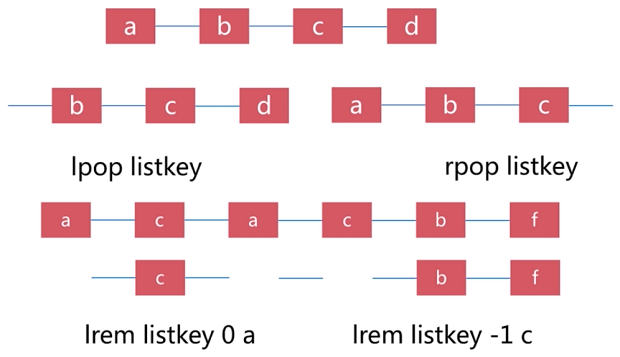 a b c d
b c d a b c
lpop listkey rpop listkey
a c a c b f
c b f
lrem listkey 0 a lrem listkey -1 c